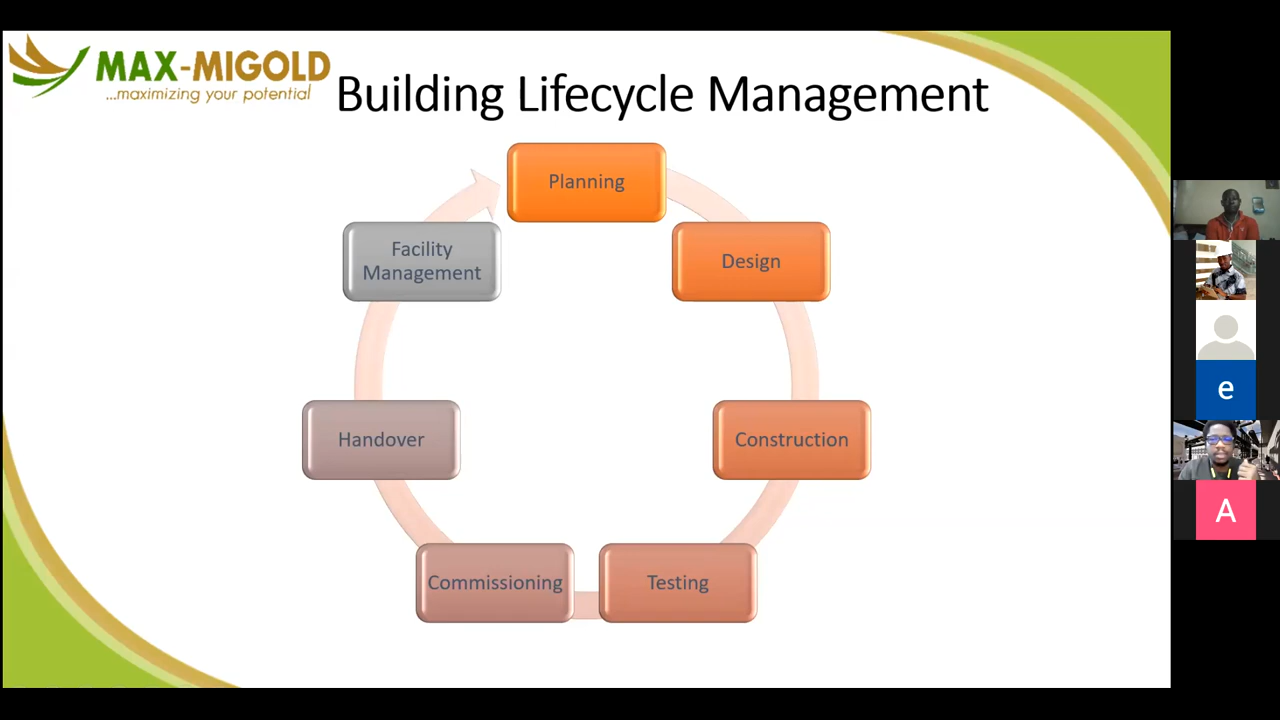 MAX-MIGOLD
...maximizing your potential
Building Lifecycle Management
Planning
Design
Construction
Testing
Commissioning
Handover
Facility
Management
e
A